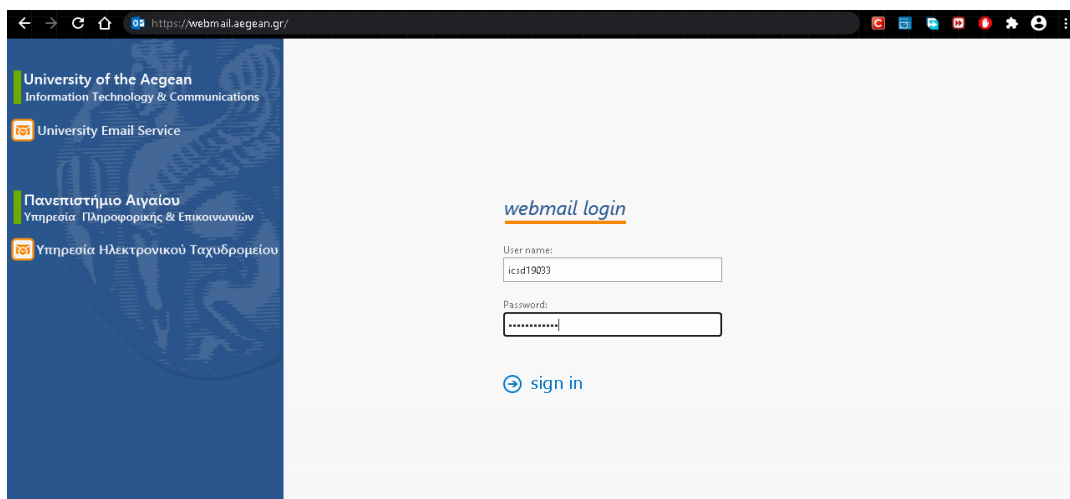 https://webmail.aegean.gr/
University of the Aegean
Information Technology & Communications
University Email Service
Πανεπιστήμιο Αιγαίου
Υπηρεσία Πληροφορικής & Επικοινωνιών
Υπηρεσία Ηλεκτρονικού Ταχυδρομείου
webmail login
User name:
icsd19033
Password:
sign in